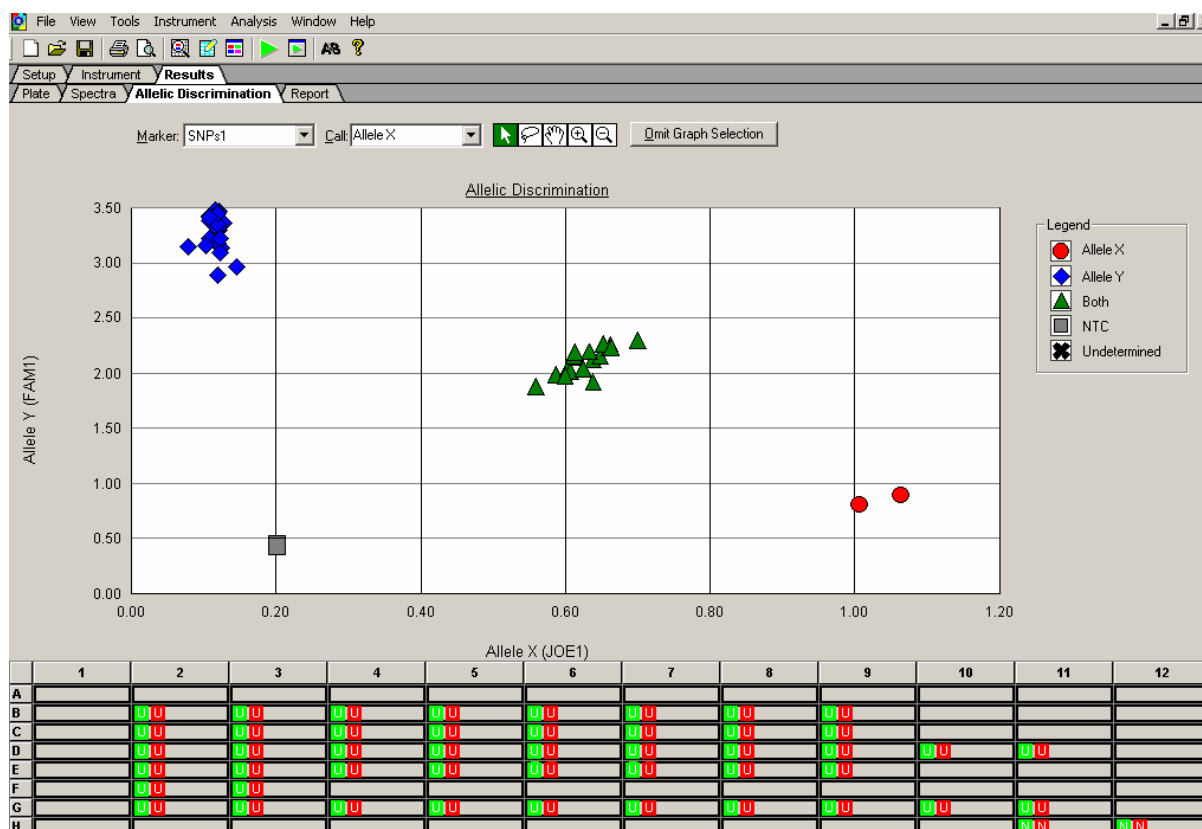 File View Tools Instrument Analysis Window Help
AB ?
Setup Instrument Results
Plate Spectra Allelic Discrimination Report
Marker: SNPs1 Call: Allele X Omit Graph Selection
Allelic Discrimination
3.50
3.00
2.50
2.00
1.50
1.00
0.50
0.00
Allele Y (FAM1)
0.00 0.20 0.40 0.60 0.80 1.00 1.20
Allele X (JOE1)
Legend
Allele X
Allele Y
Both
NTC
Undetermined
1 2 3 4 5 6 7 8 9 10 11 12
A
B U U U U U U U U U U U U U U U U
C U U U U U U U U U U U U U U U U
D U U U U U U U U U U U U U U U U U U U U
E U U U U U U U U U U U U U U U U
F U U U U
G U U U U U U U U U U U U U U U U U U U U
H N N N N